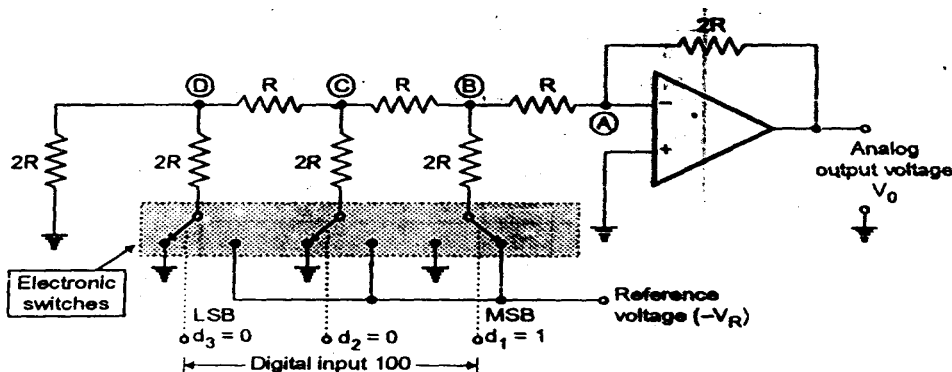 2R
D
R
C
R
B
R
A
−
+
2R
2R
2R
2R
Analog
output voltage
V₀
Electronic
switches
LSB
MSB
Reference
voltage (−V_R)
d₃ = 0
d₂ = 0
d₁ = 1
Digital input 100